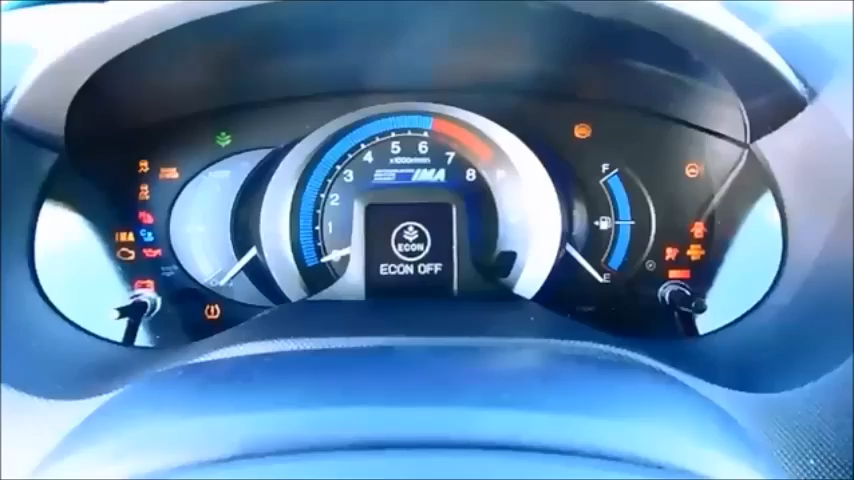 4 5 6 7
x1000r/min
3 IMA 8
2
1
ECON
ECON OFF
IMA
F
E